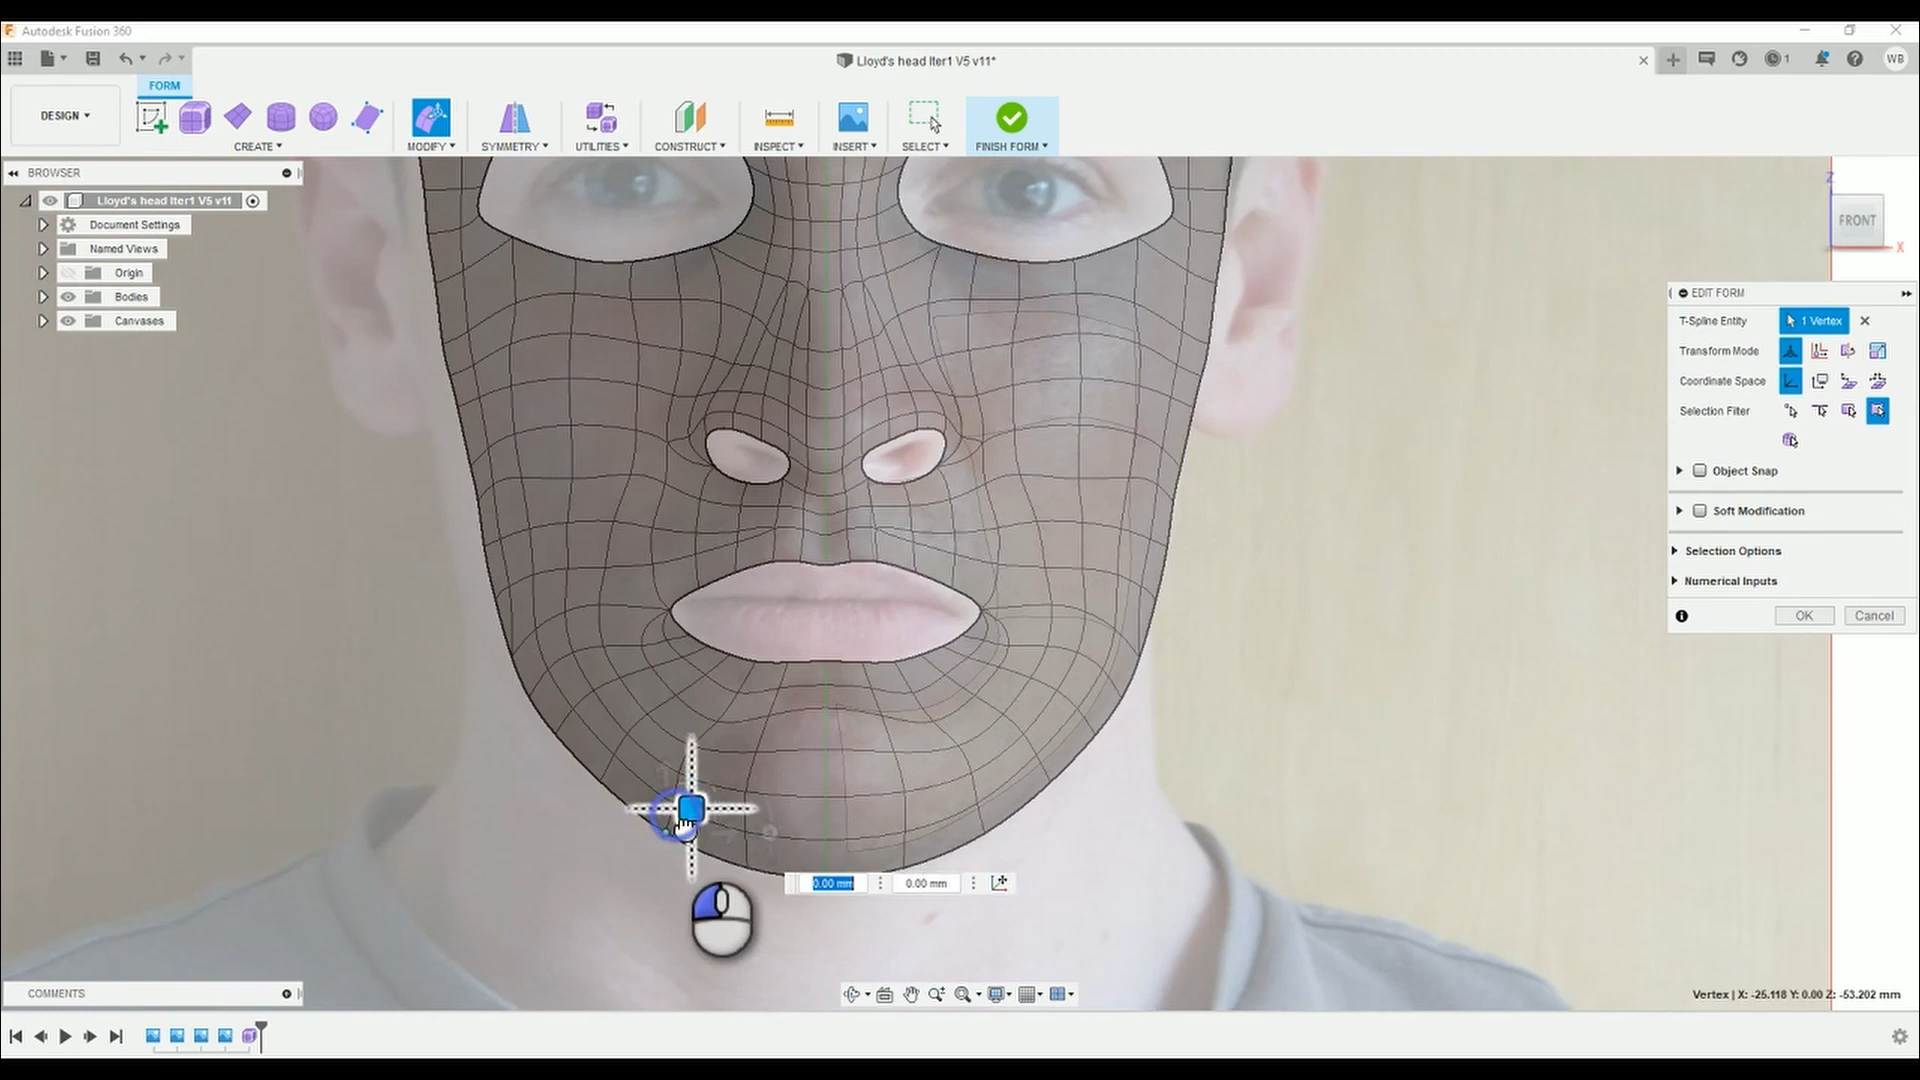 Autodesk Fusion 360
Lloyd's head Iter1 V5 v11*
1
WB
FORM
DESIGN
CREATE
MODIFY
SYMMETRY
UTILITIES
CONSTRUCT
INSPECT
INSERT
SELECT
FINISH FORM
BROWSER
Lloyd's head Iter1 V5 v11
Document Settings
Named Views
Origin
Bodies
Canvases
Z
FRONT
X
EDIT FORM
T-Spline Entity
1 Vertex
Transform Mode
Coordinate Space
Selection Filter
Object Snap
Soft Modification
Selection Options
Numerical Inputs
OK
Cancel
0.00 mm
0.00 mm
COMMENTS
Vertex | X: -25.118 Y: 0.00 Z: -53.202 mm